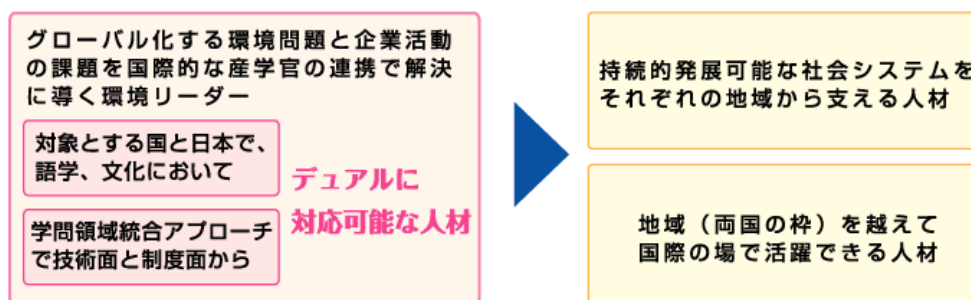 グローバル化する環境問題と企業活動
の課題を国際的な産学官の連携で解決
に導く環境リーダー
対象とする国と日本で、
語学、文化において
学問領域統合アプローチ
で技術面と制度面から
デュアルに
対応可能な人材
持続的発展可能な社会システムを
それぞれの地域から支える人材
地域（両国の枠）を越えて
国際の場で活躍できる人材